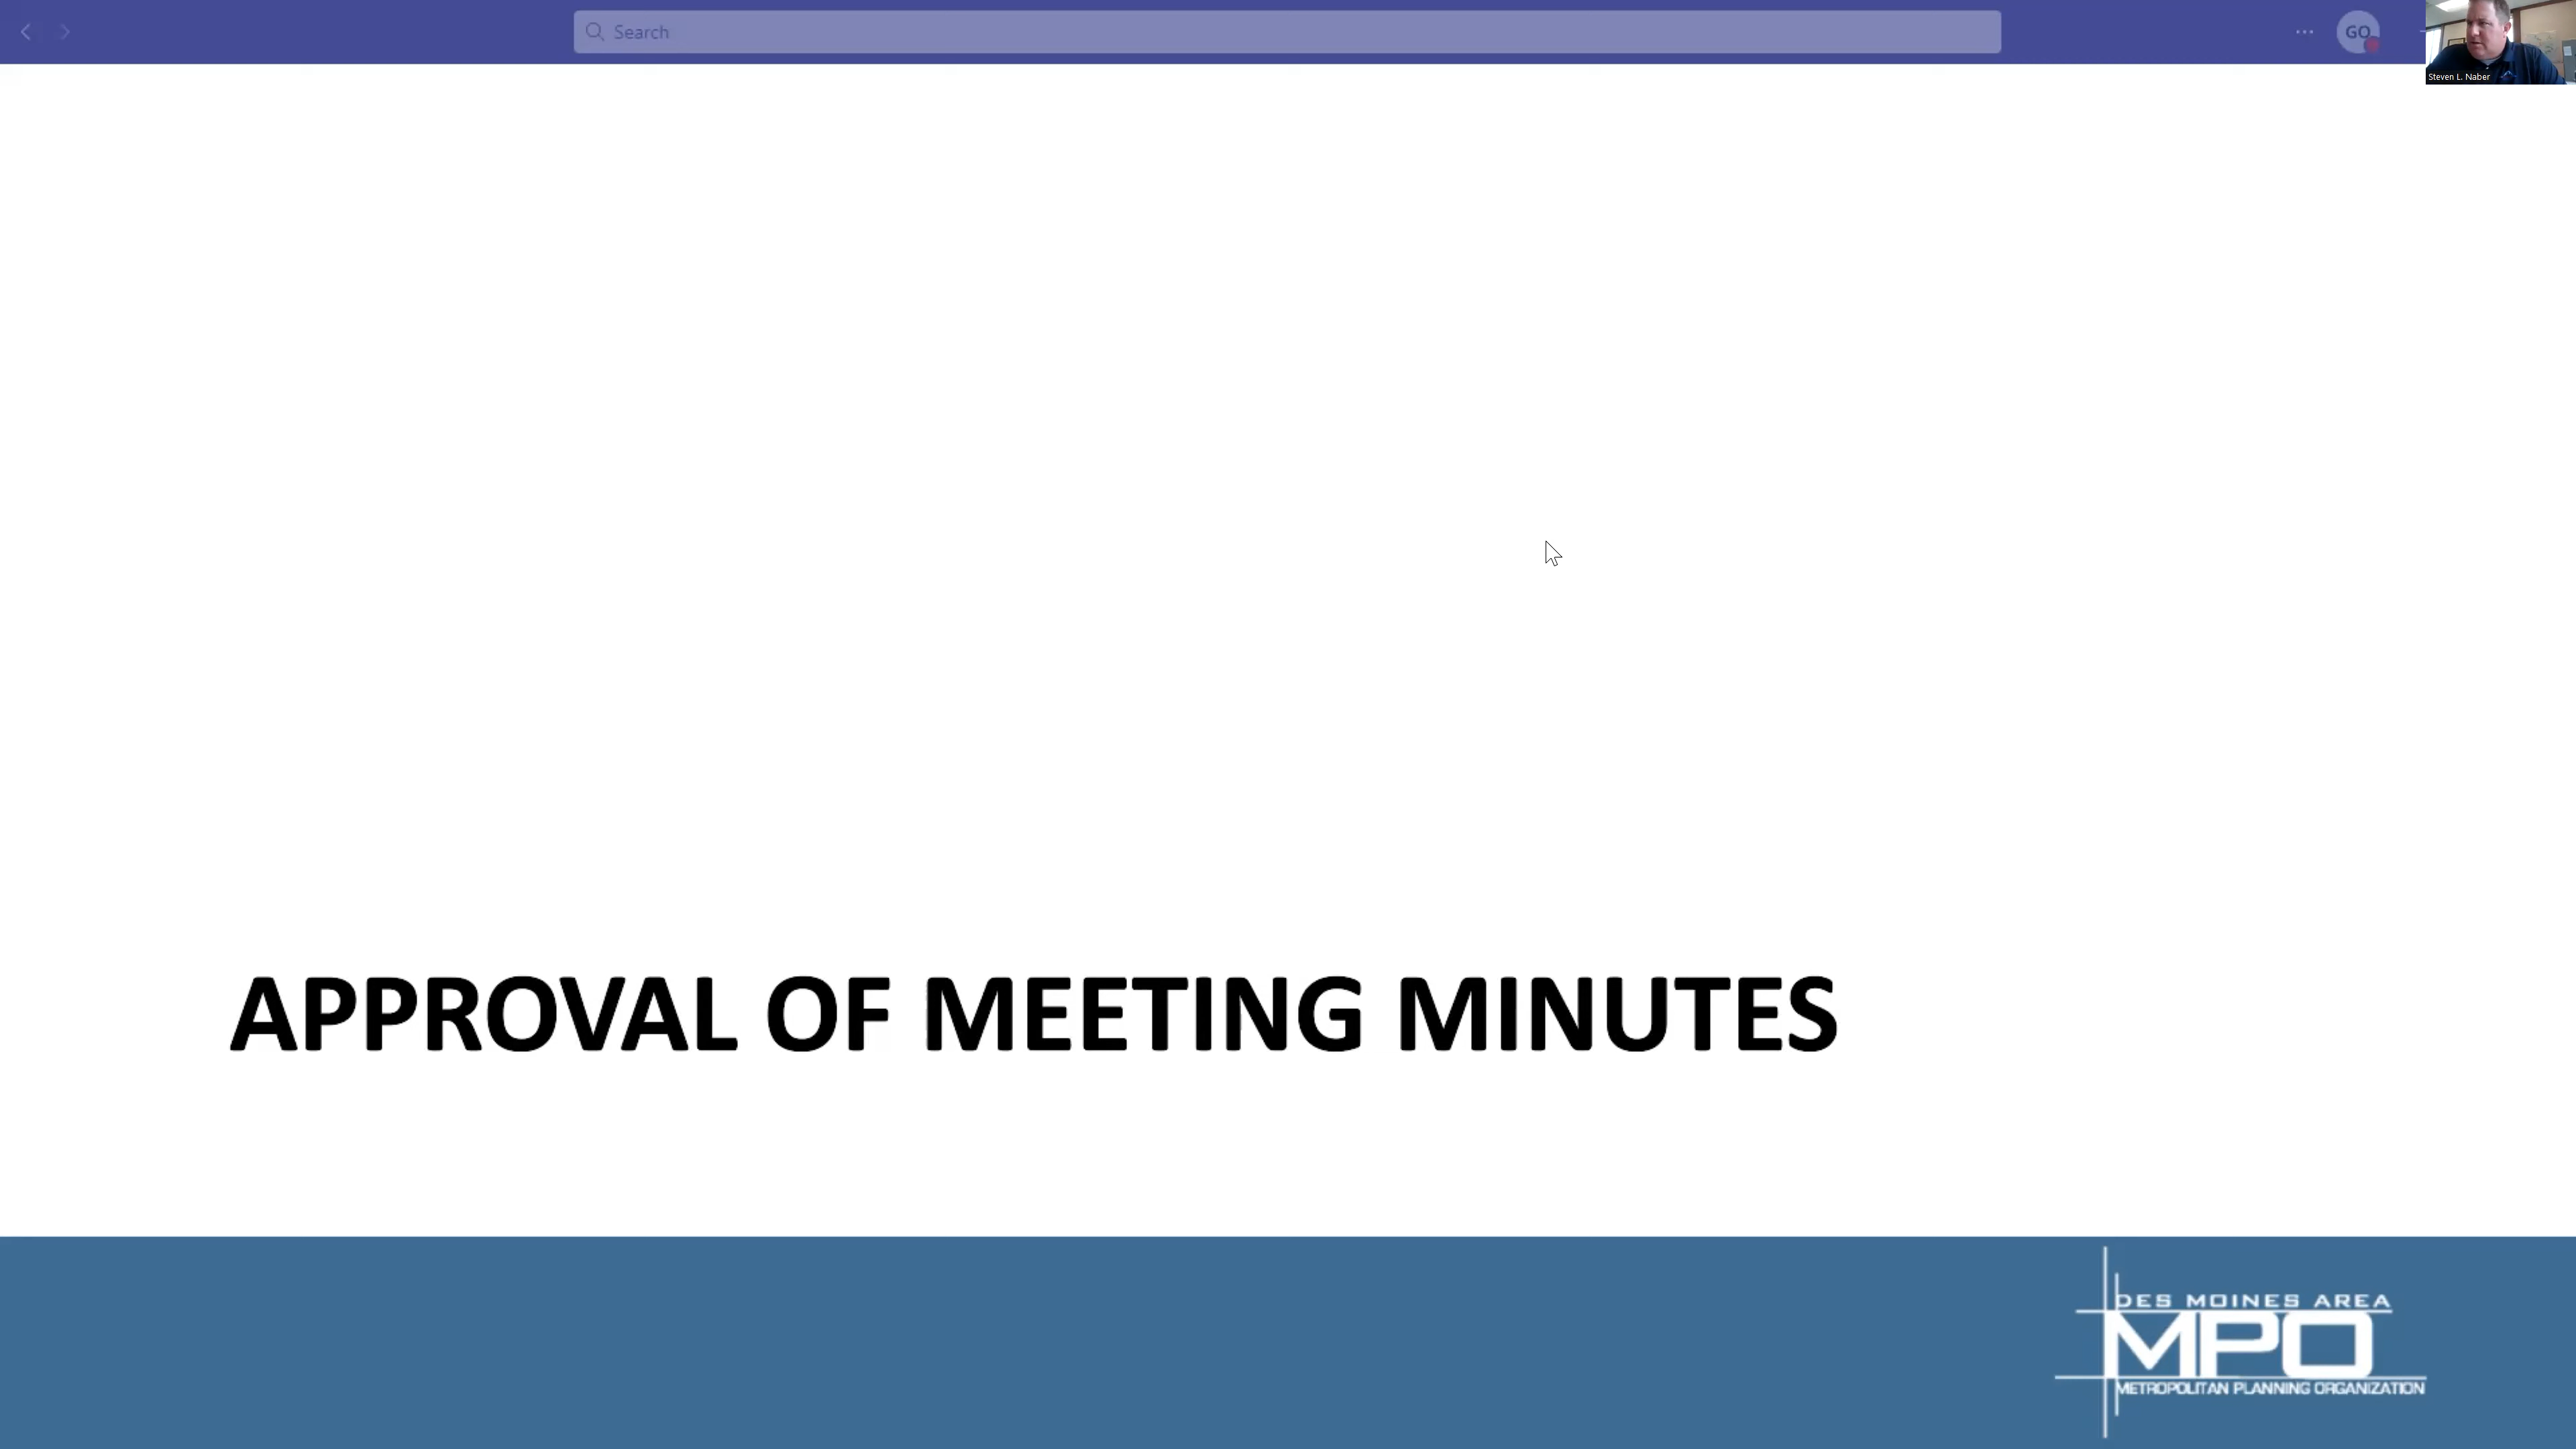 Search
GO
Steven L. Naber
APPROVAL OF MEETING MINUTES
DES MOINES AREA
MPO
METROPOLITAN PLANNING ORGANIZATION